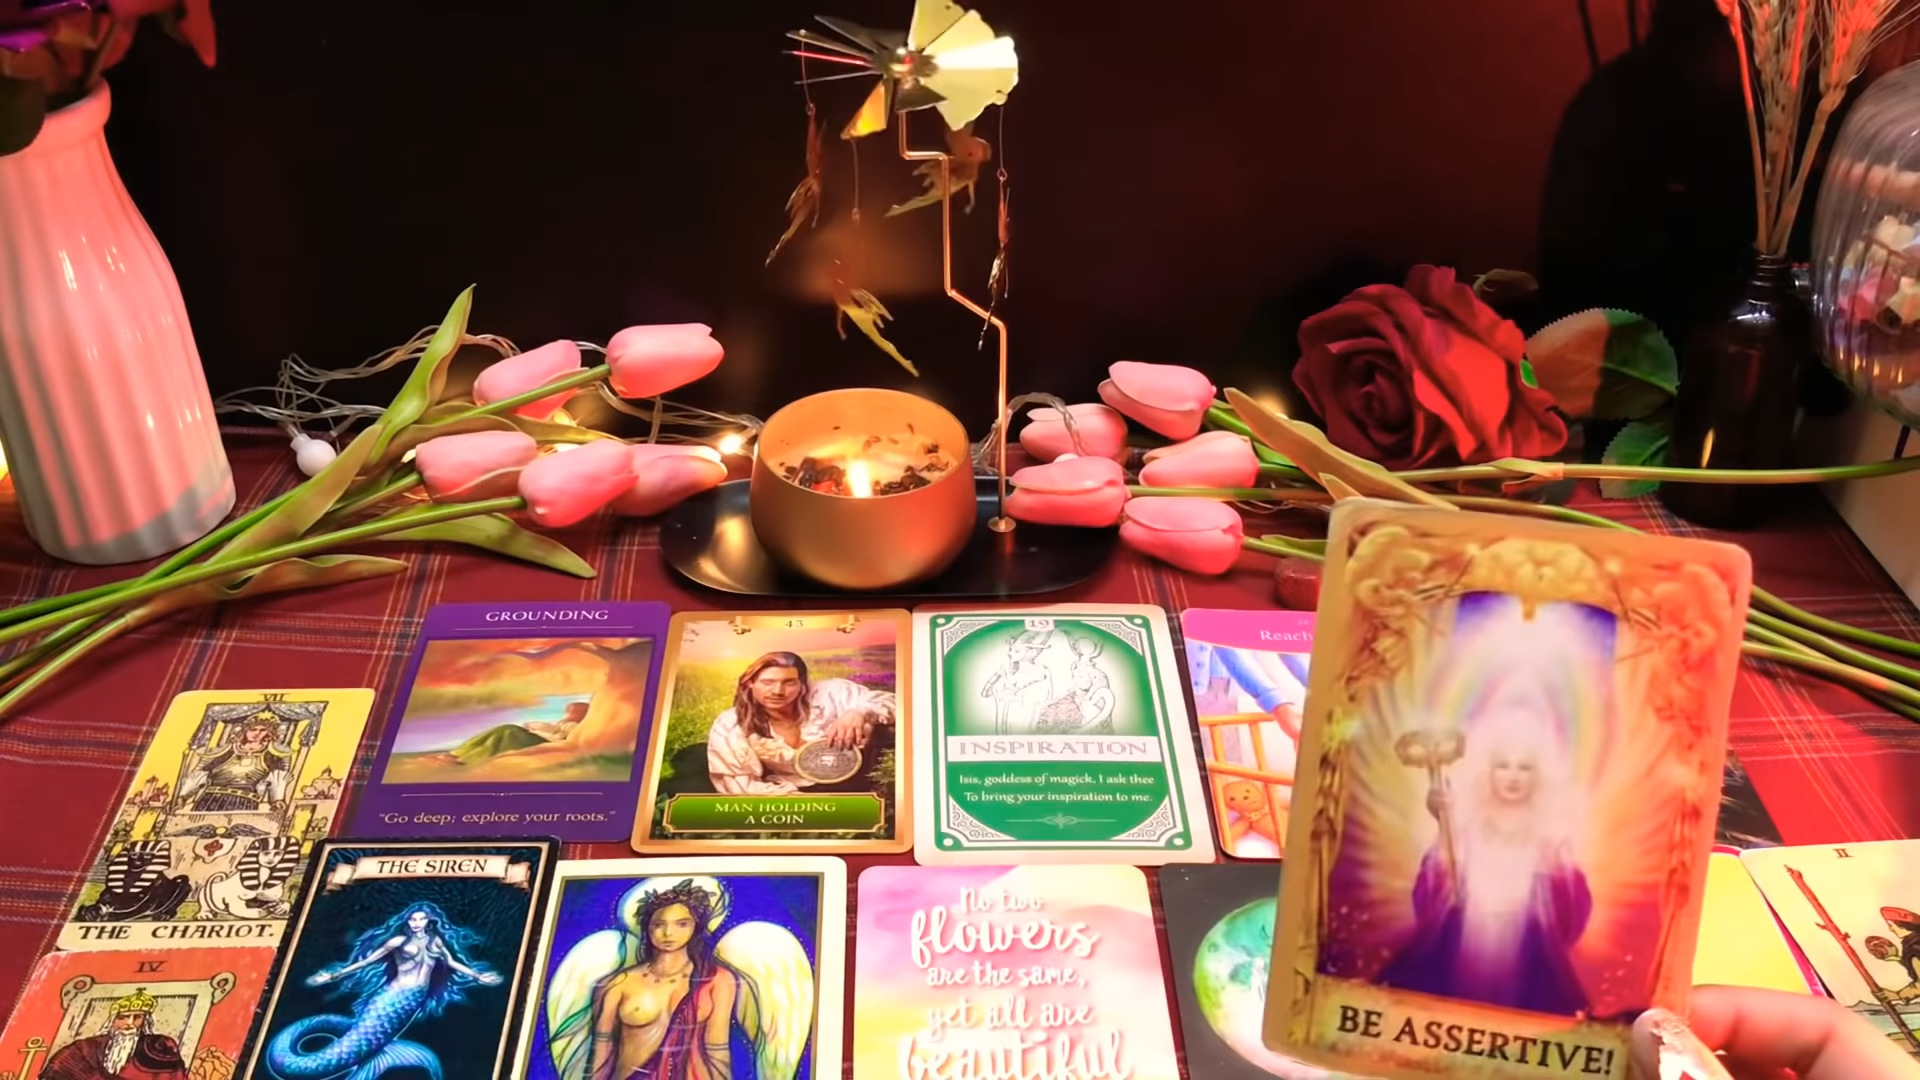 GROUNDING
"Go deep; explore your roots."
43
MAN HOLDING
A COIN
19
INSPIRATION
Isis, goddess of magick, I ask thee
To bring your inspiration to me.
Reach
VII
THE CHARIOT.
IV
THE SIREN
No two
flowers
are the same,
yet all are
beautiful
BE ASSERTIVE!
II